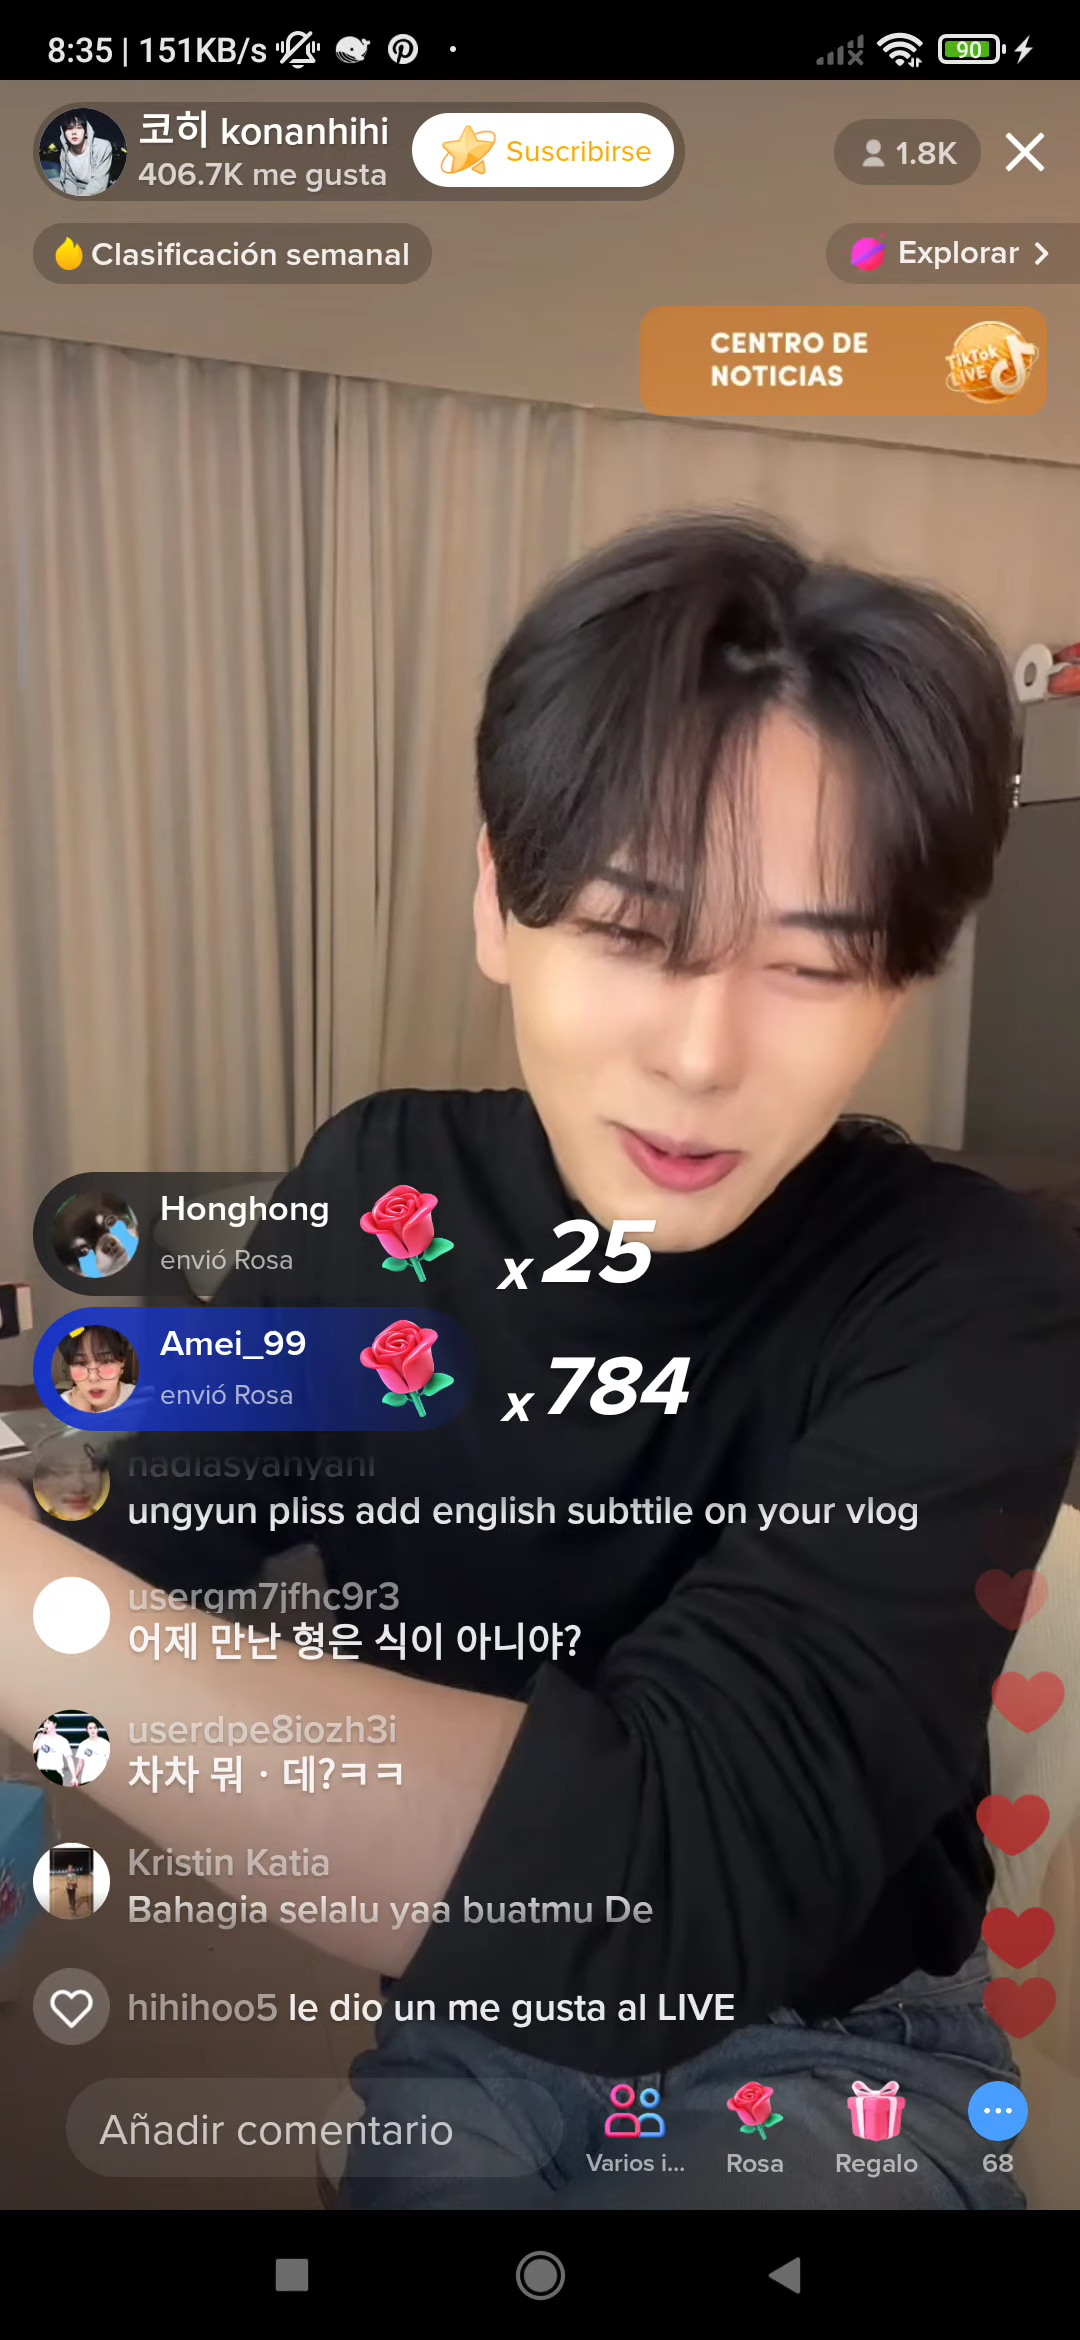 8:35 | 151KB/s
90
코히 konanhihi
406.7K me gusta
Suscribirse
1.8K
Clasificación semanal
Explorar
CENTRO DE
NOTICIAS
TikTok
LIVE
Honghong
envió Rosa
x 25
Amei_99
envió Rosa
x 784
nadiasyanyani
ungyun pliss add english subttile on your vlog
usergm7jfhc9r3
어제 만난 형은 식이 아니야?
userdpe8iozh3i
차차 뭐 · 데?ㅋㅋ
Kristin Katia
Bahagia selalu yaa buatmu De
hihihoo5 le dio un me gusta al LIVE
Añadir comentario
Varios i...
Rosa
Regalo
68